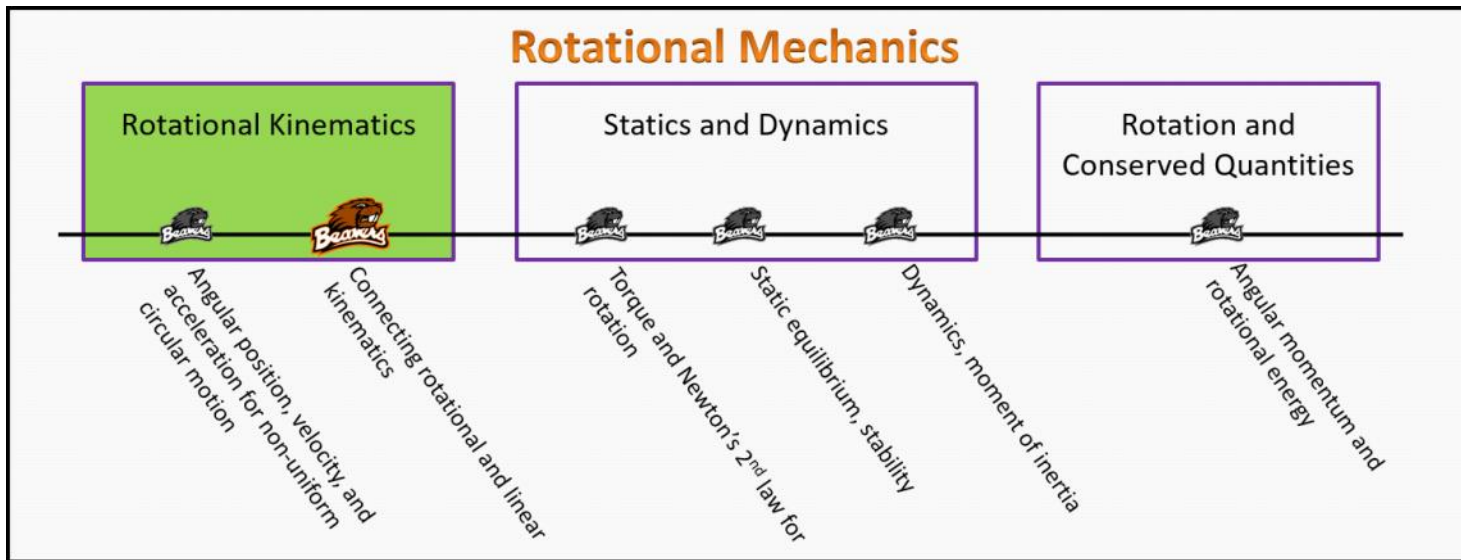 Rotational Mechanics
Rotational Kinematics
Statics and Dynamics
Rotation and
Conserved Quantities
Beavers
Beavers
Beavers
Beavers
Beavers
Beavers
Angular position, velocity, and
acceleration for non-uniform
circular motion
Connecting rotational and linear
kinematics
Torque and Newton's 2nd law for
rotation
Static equilibrium, stability
Dynamics, moment of inertia
Angular momentum and
rotational energy